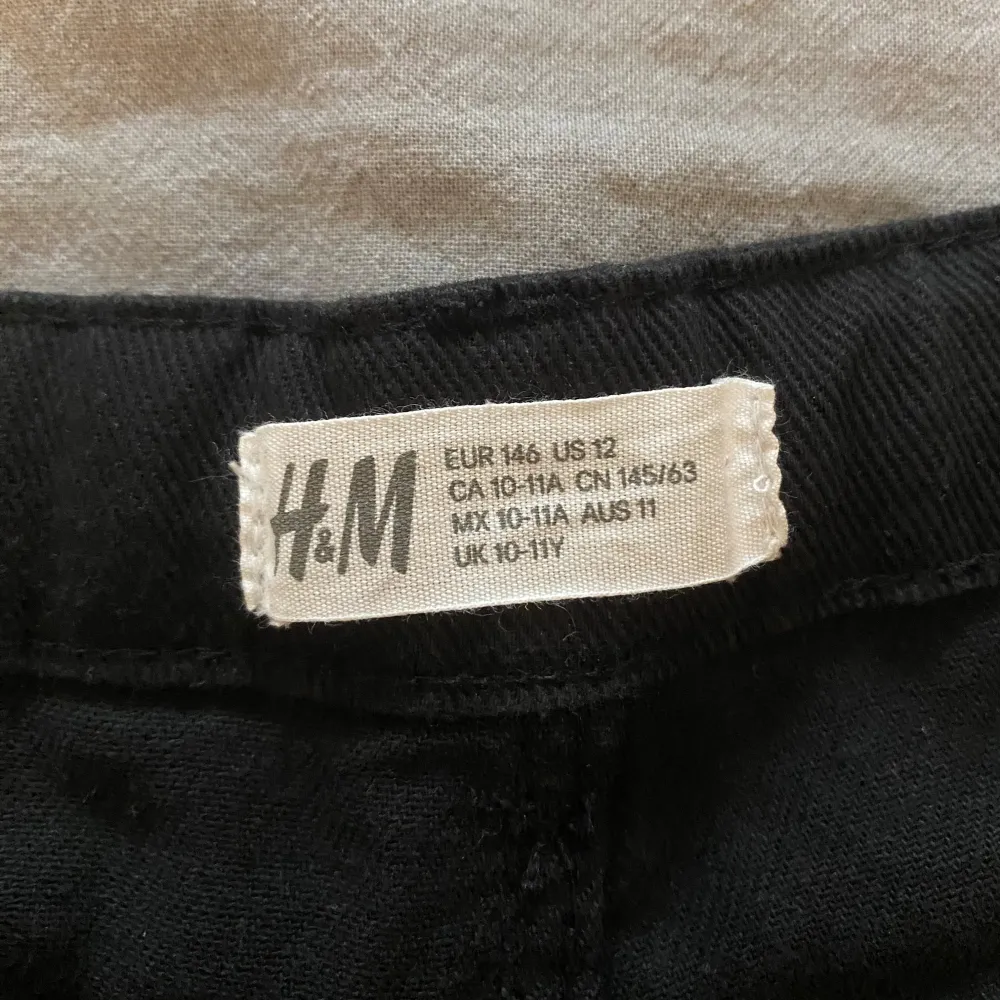 H&M
EUR 146 US 12
CA 10-11A CN 145/63
MX 10-11A AUS 11
UK 10-11Y